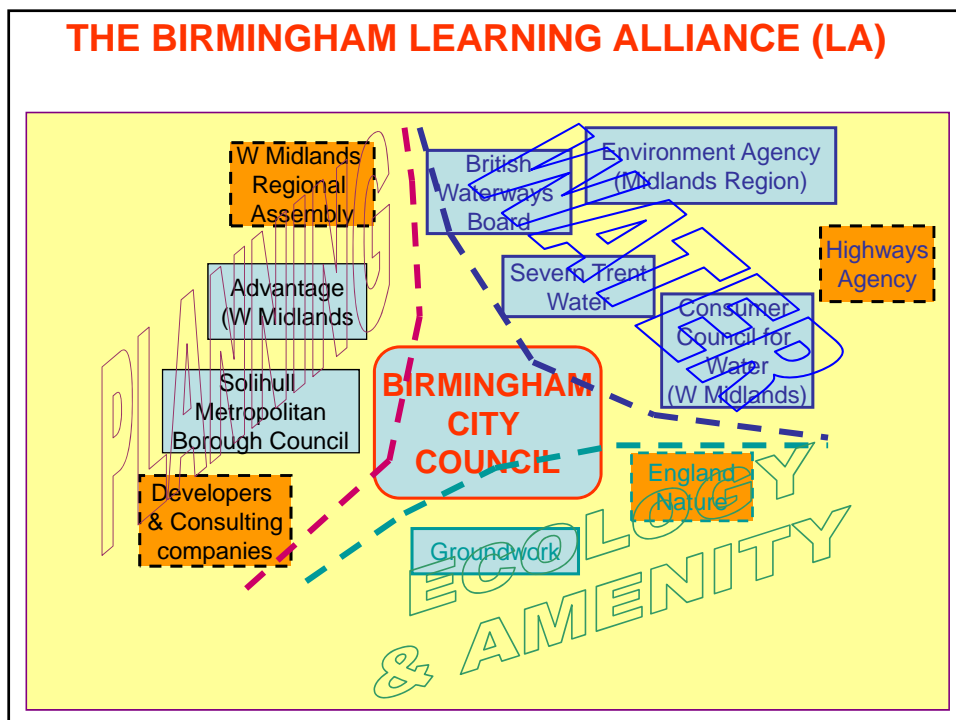 THE BIRMINGHAM LEARNING ALLIANCE (LA)
W Midlands
Regional
Assembly
Advantage
(W Midlands
Solihull
Metropolitan
Borough Council
Developers
& Consulting
companies
PLANNING
British
Waterways
Board
Environment Agency
(Midlands Region)
Severn Trent
Water
Consumer
Council for
Water
(W Midlands)
Highways
Agency
WATER
BIRMINGHAM
CITY
COUNCIL
England
Nature
Groundwork
ECOLOGY
& AMENITY